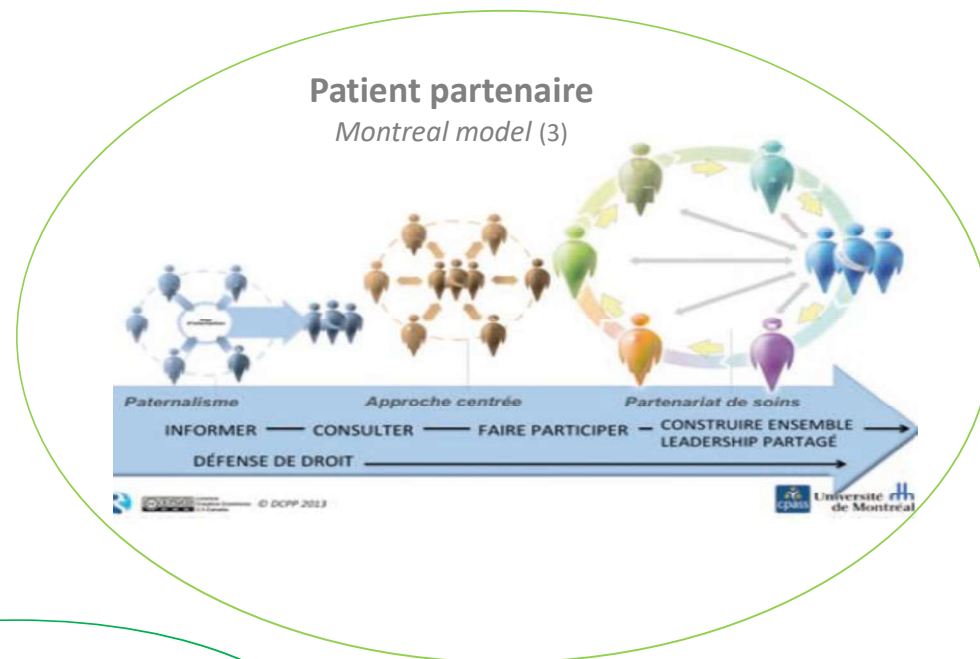 Patient partenaire
Montreal model (3)
Paternalisme
Approche centrée
Partenariat de soins
INFORMER
CONSULTER
FAIRE PARTICIPER
CONSTRUIRE ENSEMBLE
LEADERSHIP PARTAGÉ
DÉFENSE DE DROIT
© DCPP 2013
cpass
Université
de Montréal